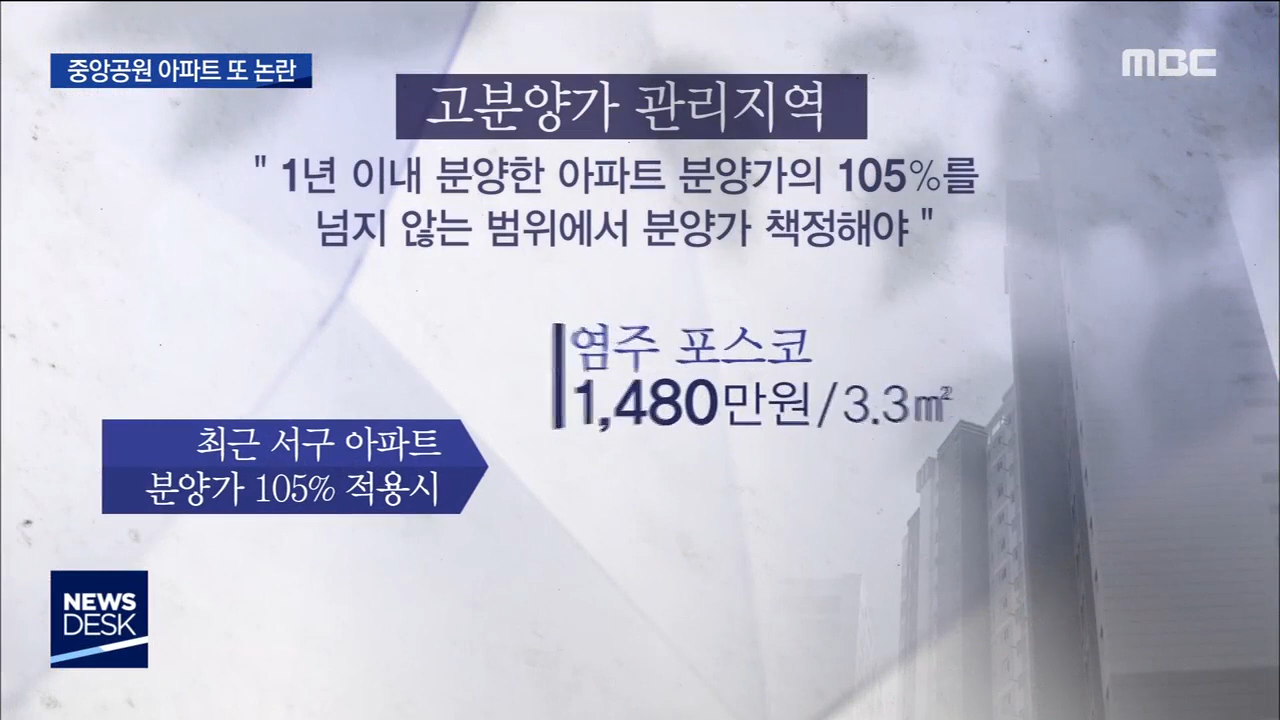 중앙공원 아파트 또 논란
MBC
고분양가 관리지역
" 1년 이내 분양한 아파트 분양가의 105%를
넘지 않는 범위에서 분양가 책정해야 "
염주 포스코
1,480만원/3.3㎡
최근 서구 아파트
분양가 105% 적용시
NEWS
DESK